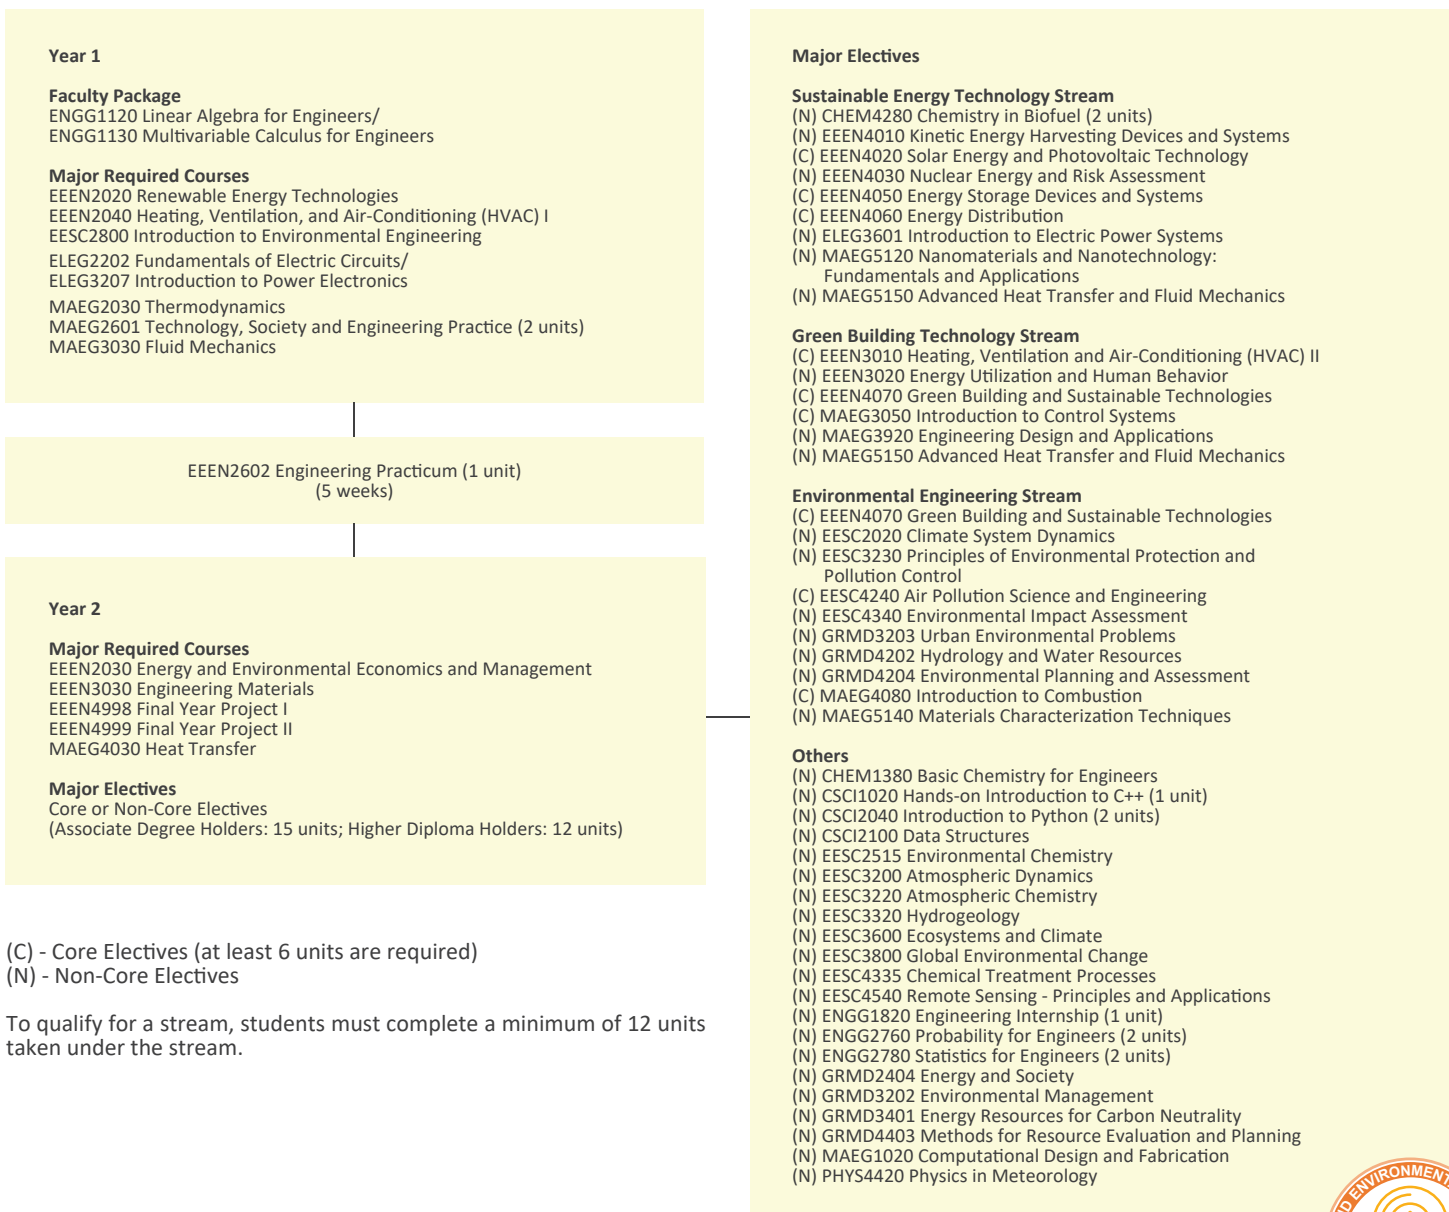 Year 1
Faculty Package
ENGG1120 Linear Algebra for Engineers/
ENGG1130 Multivariable Calculus for Engineers
Major Required Courses
EEEN2020 Renewable Energy Technologies
EEEN2040 Heating, Ventilation, and Air-Conditioning (HVAC) I
EESC2800 Introduction to Environmental Engineering
ELEG2202 Fundamentals of Electric Circuits/
ELEG3207 Introduction to Power Electronics
MAEG2030 Thermodynamics
MAEG2601 Technology, Society and Engineering Practice (2 units)
MAEG3030 Fluid Mechanics
EEEN2602 Engineering Practicum (1 unit)
(5 weeks)
Year 2
Major Required Courses
EEEN2030 Energy and Environmental Economics and Management
EEEN3030 Engineering Materials
EEEN4998 Final Year Project I
EEEN4999 Final Year Project II
MAEG4030 Heat Transfer
Major Electives
Core or Non-Core Electives
(Associate Degree Holders: 15 units; Higher Diploma Holders: 12 units)
(C) - Core Electives (at least 6 units are required)
(N) - Non-Core Electives
To qualify for a stream, students must complete a minimum of 12 units
taken under the stream.
Major Electives
Sustainable Energy Technology Stream
(N) CHEM4280 Chemistry in Biofuel (2 units)
(N) EEEN4010 Kinetic Energy Harvesting Devices and Systems
(C) EEEN4020 Solar Energy and Photovoltaic Technology
(N) EEEN4030 Nuclear Energy and Risk Assessment
(C) EEEN4050 Energy Storage Devices and Systems
(C) EEEN4060 Energy Distribution
(N) ELEG3601 Introduction to Electric Power Systems
(N) MAEG5120 Nanomaterials and Nanotechnology:
Fundamentals and Applications
(N) MAEG5150 Advanced Heat Transfer and Fluid Mechanics
Green Building Technology Stream
(C) EEEN3010 Heating, Ventilation and Air-Conditioning (HVAC) II
(N) EEEN3020 Energy Utilization and Human Behavior
(C) EEEN4070 Green Building and Sustainable Technologies
(C) MAEG3050 Introduction to Control Systems
(N) MAEG3920 Engineering Design and Applications
(N) MAEG5150 Advanced Heat Transfer and Fluid Mechanics
Environmental Engineering Stream
(C) EEEN4070 Green Building and Sustainable Technologies
(N) EESC2020 Climate System Dynamics
(N) EESC3230 Principles of Environmental Protection and
Pollution Control
(C) EESC4240 Air Pollution Science and Engineering
(N) EESC4340 Environmental Impact Assessment
(N) GRMD3203 Urban Environmental Problems
(N) GRMD4202 Hydrology and Water Resources
(N) GRMD4204 Environmental Planning and Assessment
(C) MAEG4080 Introduction to Combustion
(N) MAEG5140 Materials Characterization Techniques
Others
(N) CHEM1380 Basic Chemistry for Engineers
(N) CSCI1020 Hands-on Introduction to C++ (1 unit)
(N) CSCI2040 Introduction to Python (2 units)
(N) CSCI2100 Data Structures
(N) EESC2515 Environmental Chemistry
(N) EESC3200 Atmospheric Dynamics
(N) EESC3220 Atmospheric Chemistry
(N) EESC3320 Hydrogeology
(N) EESC3600 Ecosystems and Climate
(N) EESC3800 Global Environmental Change
(N) EESC4335 Chemical Treatment Processes
(N) EESC4540 Remote Sensing - Principles and Applications
(N) ENGG1820 Engineering Internship (1 unit)
(N) ENGG2760 Probability for Engineers (2 units)
(N) ENGG2780 Statistics for Engineers (2 units)
(N) GRMD2404 Energy and Society
(N) GRMD3202 Environmental Management
(N) GRMD3401 Energy Resources for Carbon Neutrality
(N) GRMD4403 Methods for Resource Evaluation and Planning
(N) MAEG1020 Computational Design and Fabrication
(N) PHYS4420 Physics in Meteorology